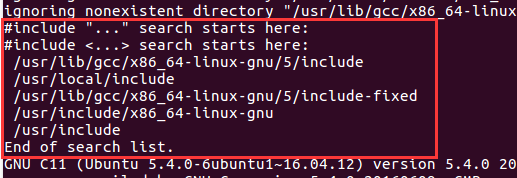 ignoring nonexistent directory "/usr/lib/gcc/x86_64-linux
#include "..." search starts here:
#include <...> search starts here:
/usr/lib/gcc/x86_64-linux-gnu/5/include
/usr/local/include
/usr/lib/gcc/x86_64-linux-gnu/5/include-fixed
/usr/include/x86_64-linux-gnu
/usr/include
End of search list.
GNU C11 (Ubuntu 5.4.0-6ubuntu1~16.04.12) version 5.4.0 20